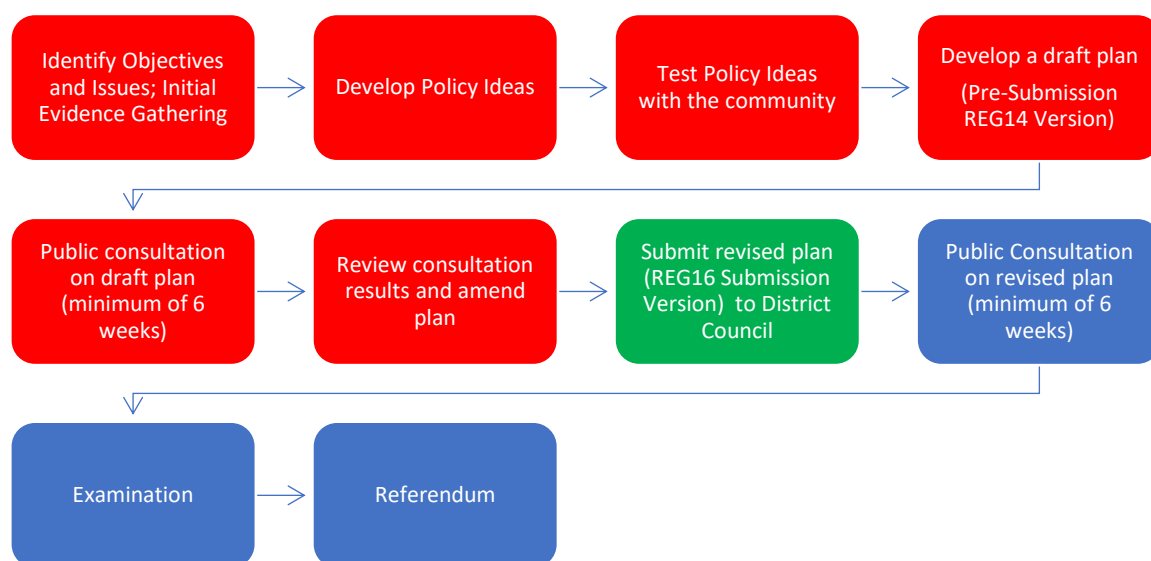 Identify Objectives
and Issues; Initial
Evidence Gathering
Develop Policy Ideas
Test Policy Ideas
with the community
Develop a draft plan
(Pre-Submission
REG14 Version)
Public consultation
on draft plan
(minimum of 6
weeks)
Review consultation
results and amend
plan
Submit revised plan
(REG16 Submission
Version) to District
Council
Public Consultation
on revised plan
(minimum of 6
weeks)
Examination
Referendum